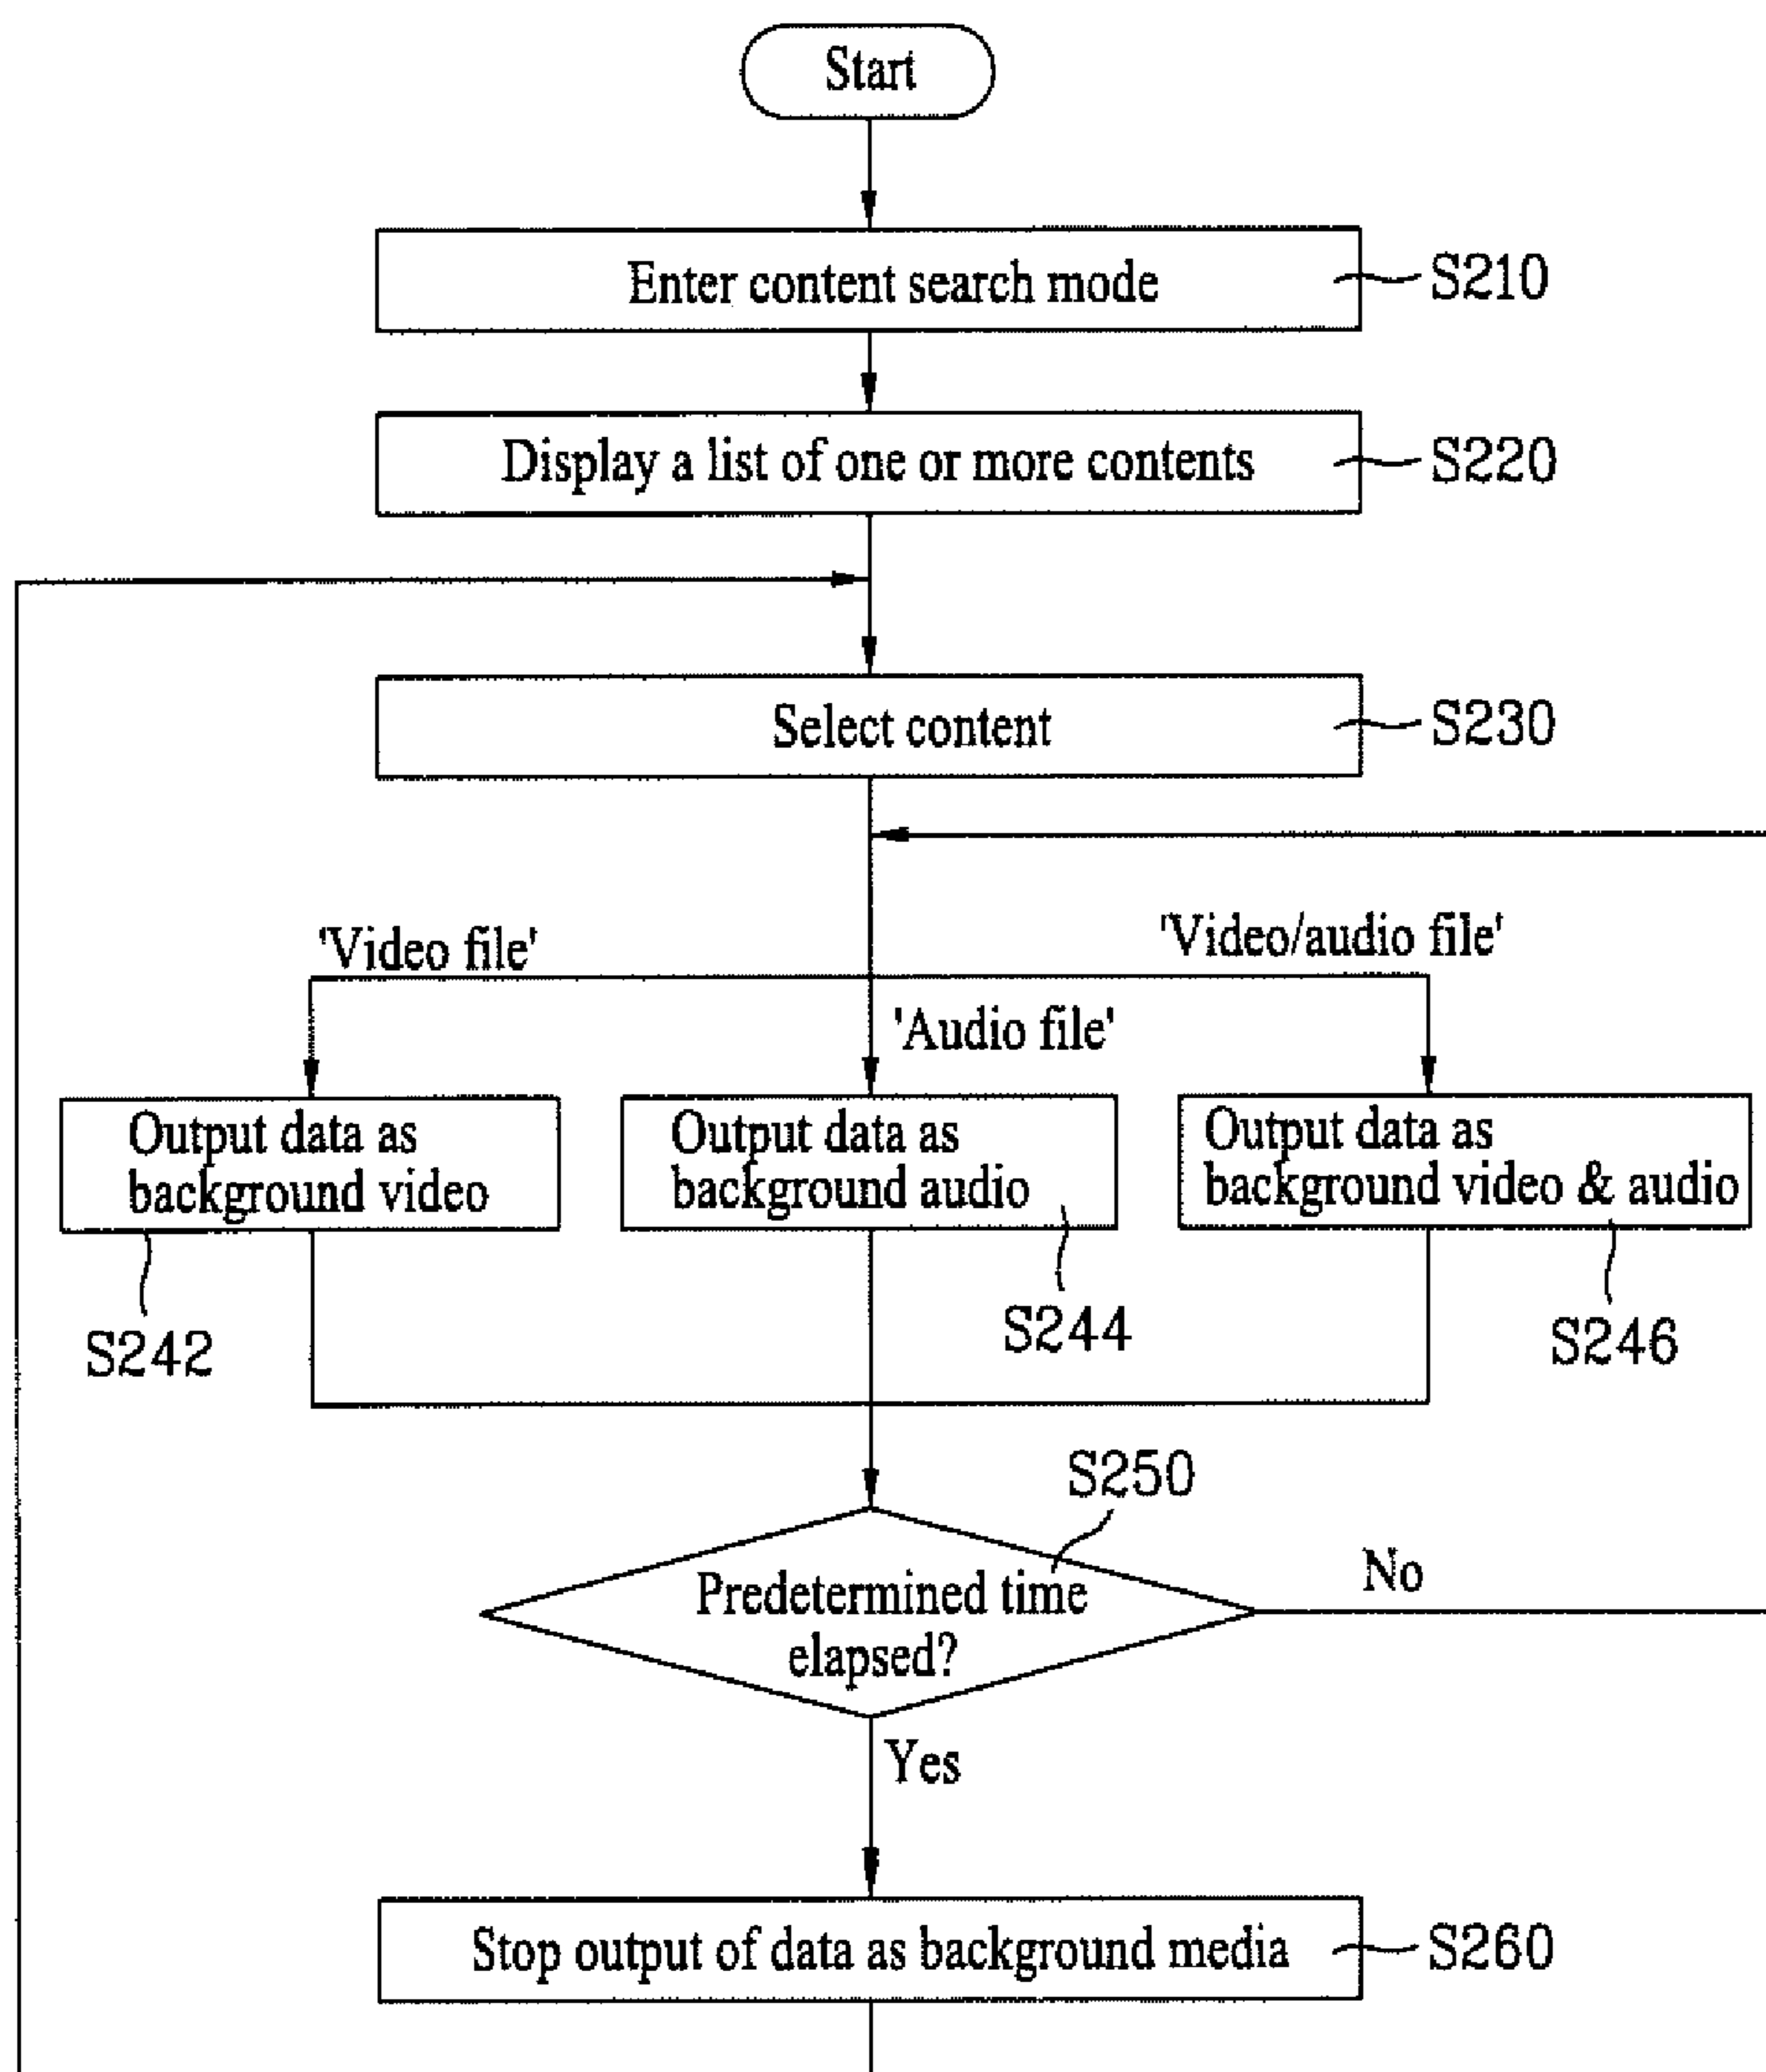 Start
Enter content search mode
S210
Display a list of one or more contents
S220
Select content
S230
'Video file'
'Video/audio file'
'Audio file'
Output data as
background video
Output data as
background audio
Output data as
background video & audio
S242
S244
S246
S250
Predetermined time
elapsed?
No
Yes
Stop output of data as background media
S260